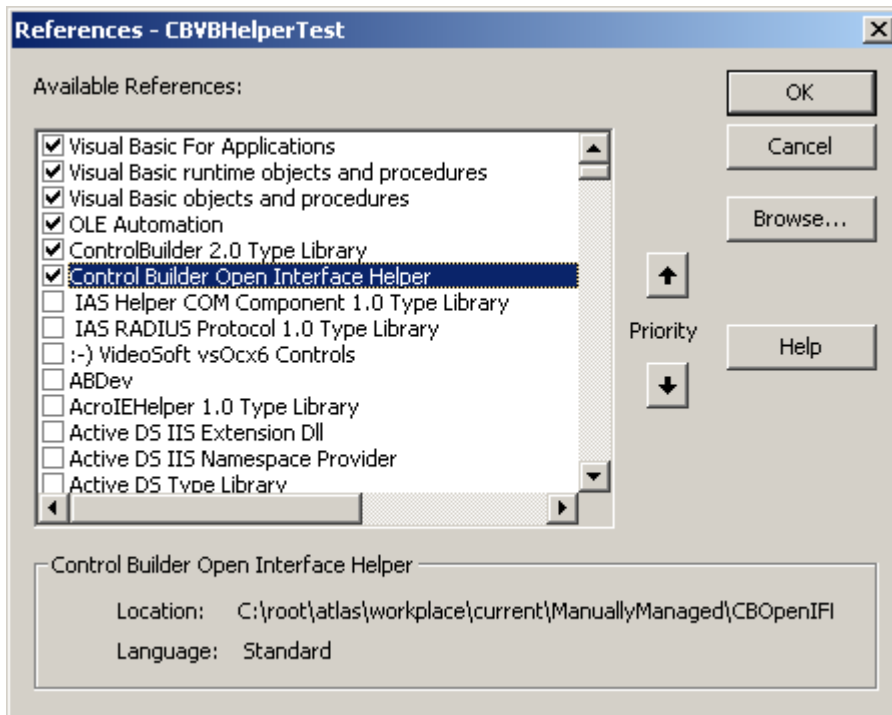 References - CBVBHelperTest
Available References:
OK
Visual Basic For Applications
Cancel
Visual Basic runtime objects and procedures
Visual Basic objects and procedures
Browse...
OLE Automation
ControlBuilder 2.0 Type Library
Control Builder Open Interface Helper
IAS Helper COM Component 1.0 Type Library
IAS RADIUS Protocol 1.0 Type Library
Priority
Help
:-) VideoSoft vsOcx6 Controls
ABDev
AcroIEHelper 1.0 Type Library
Active DS IIS Extension Dll
Active DS IIS Namespace Provider
Active DS Type Library
Control Builder Open Interface Helper
Location: C:\root\atlas\workplace\current\ManuallyManaged\CBOpenIFI
Language: Standard